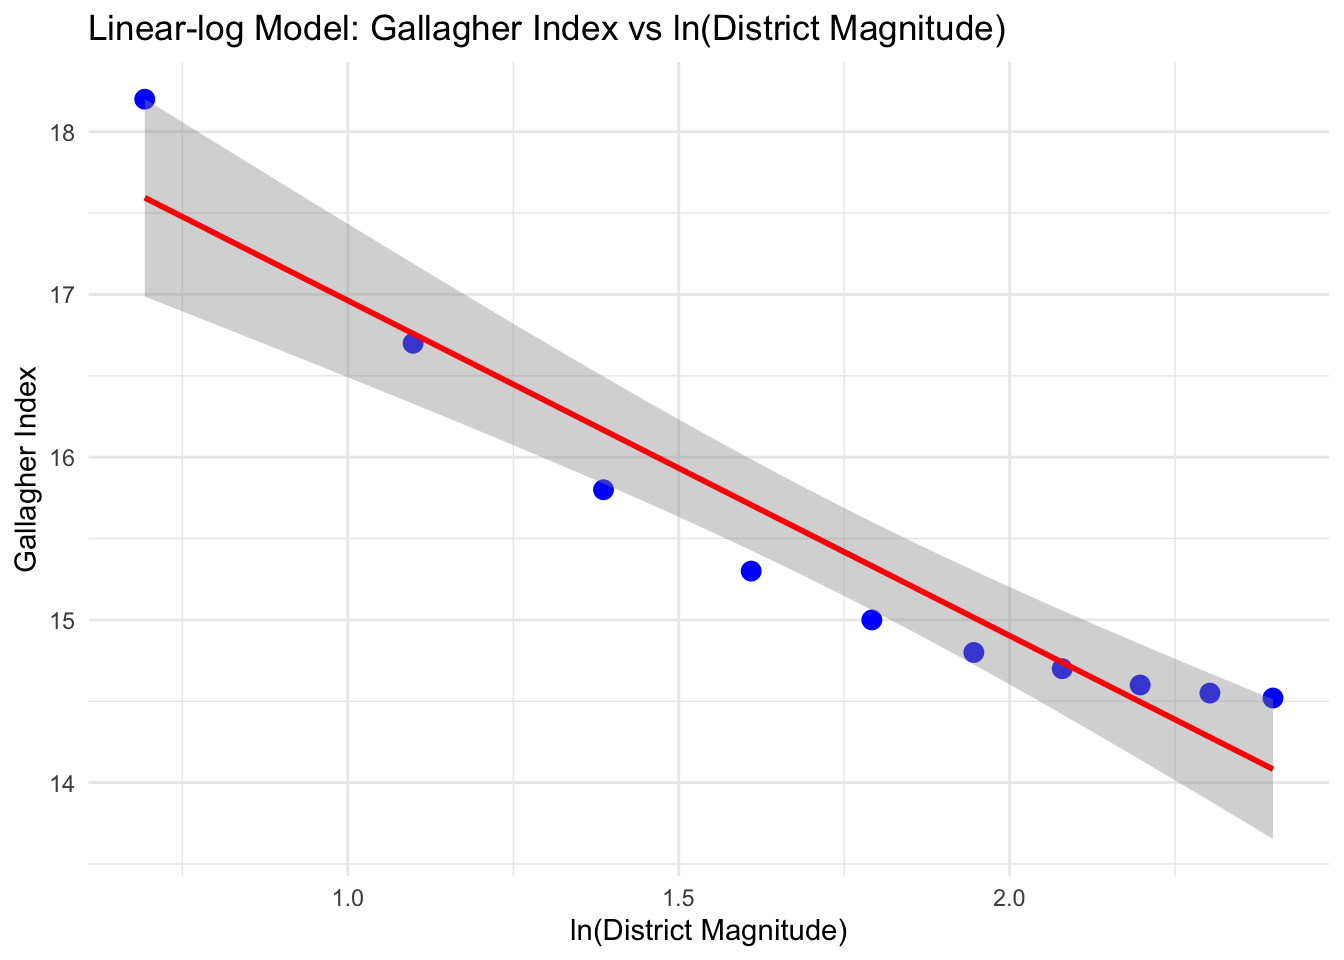 Linear-log Model: Gallagher Index vs ln(District Magnitude)
18
17
16
15
14
Gallagher Index
1.0 1.5 2.0
ln(District Magnitude)